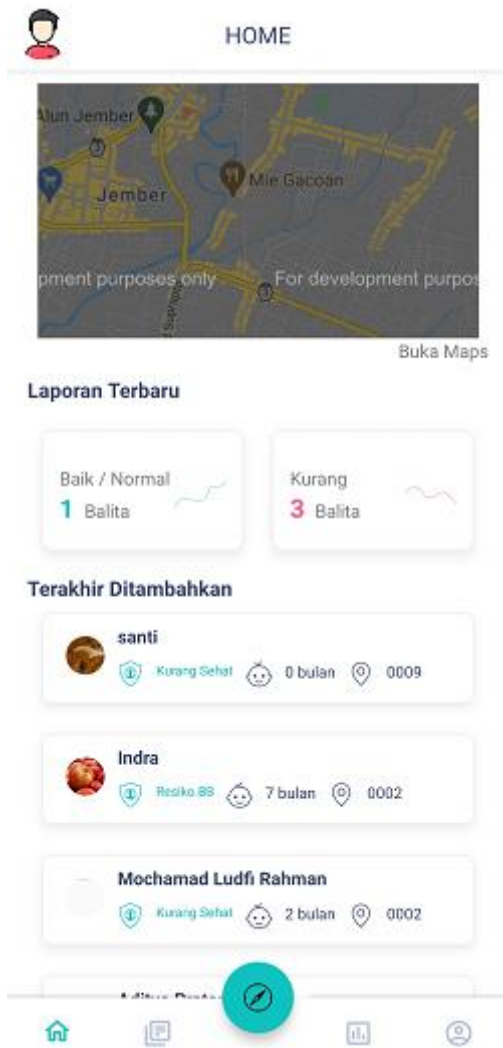 HOME
Alun Jember
Jember
Mie Gacoan
pment purposes only
For development purpos
Buka Maps
Laporan Terbaru
Baik / Normal
1 Balita
Kurang
3 Balita
Terakhir Ditambahkan
santi
Kurang Sehat 0 bulan 0009
Indra
Resiko BB 7 bulan 0002
Mochamad Ludfi Rahman
Kurang Sehat 2 bulan 0002